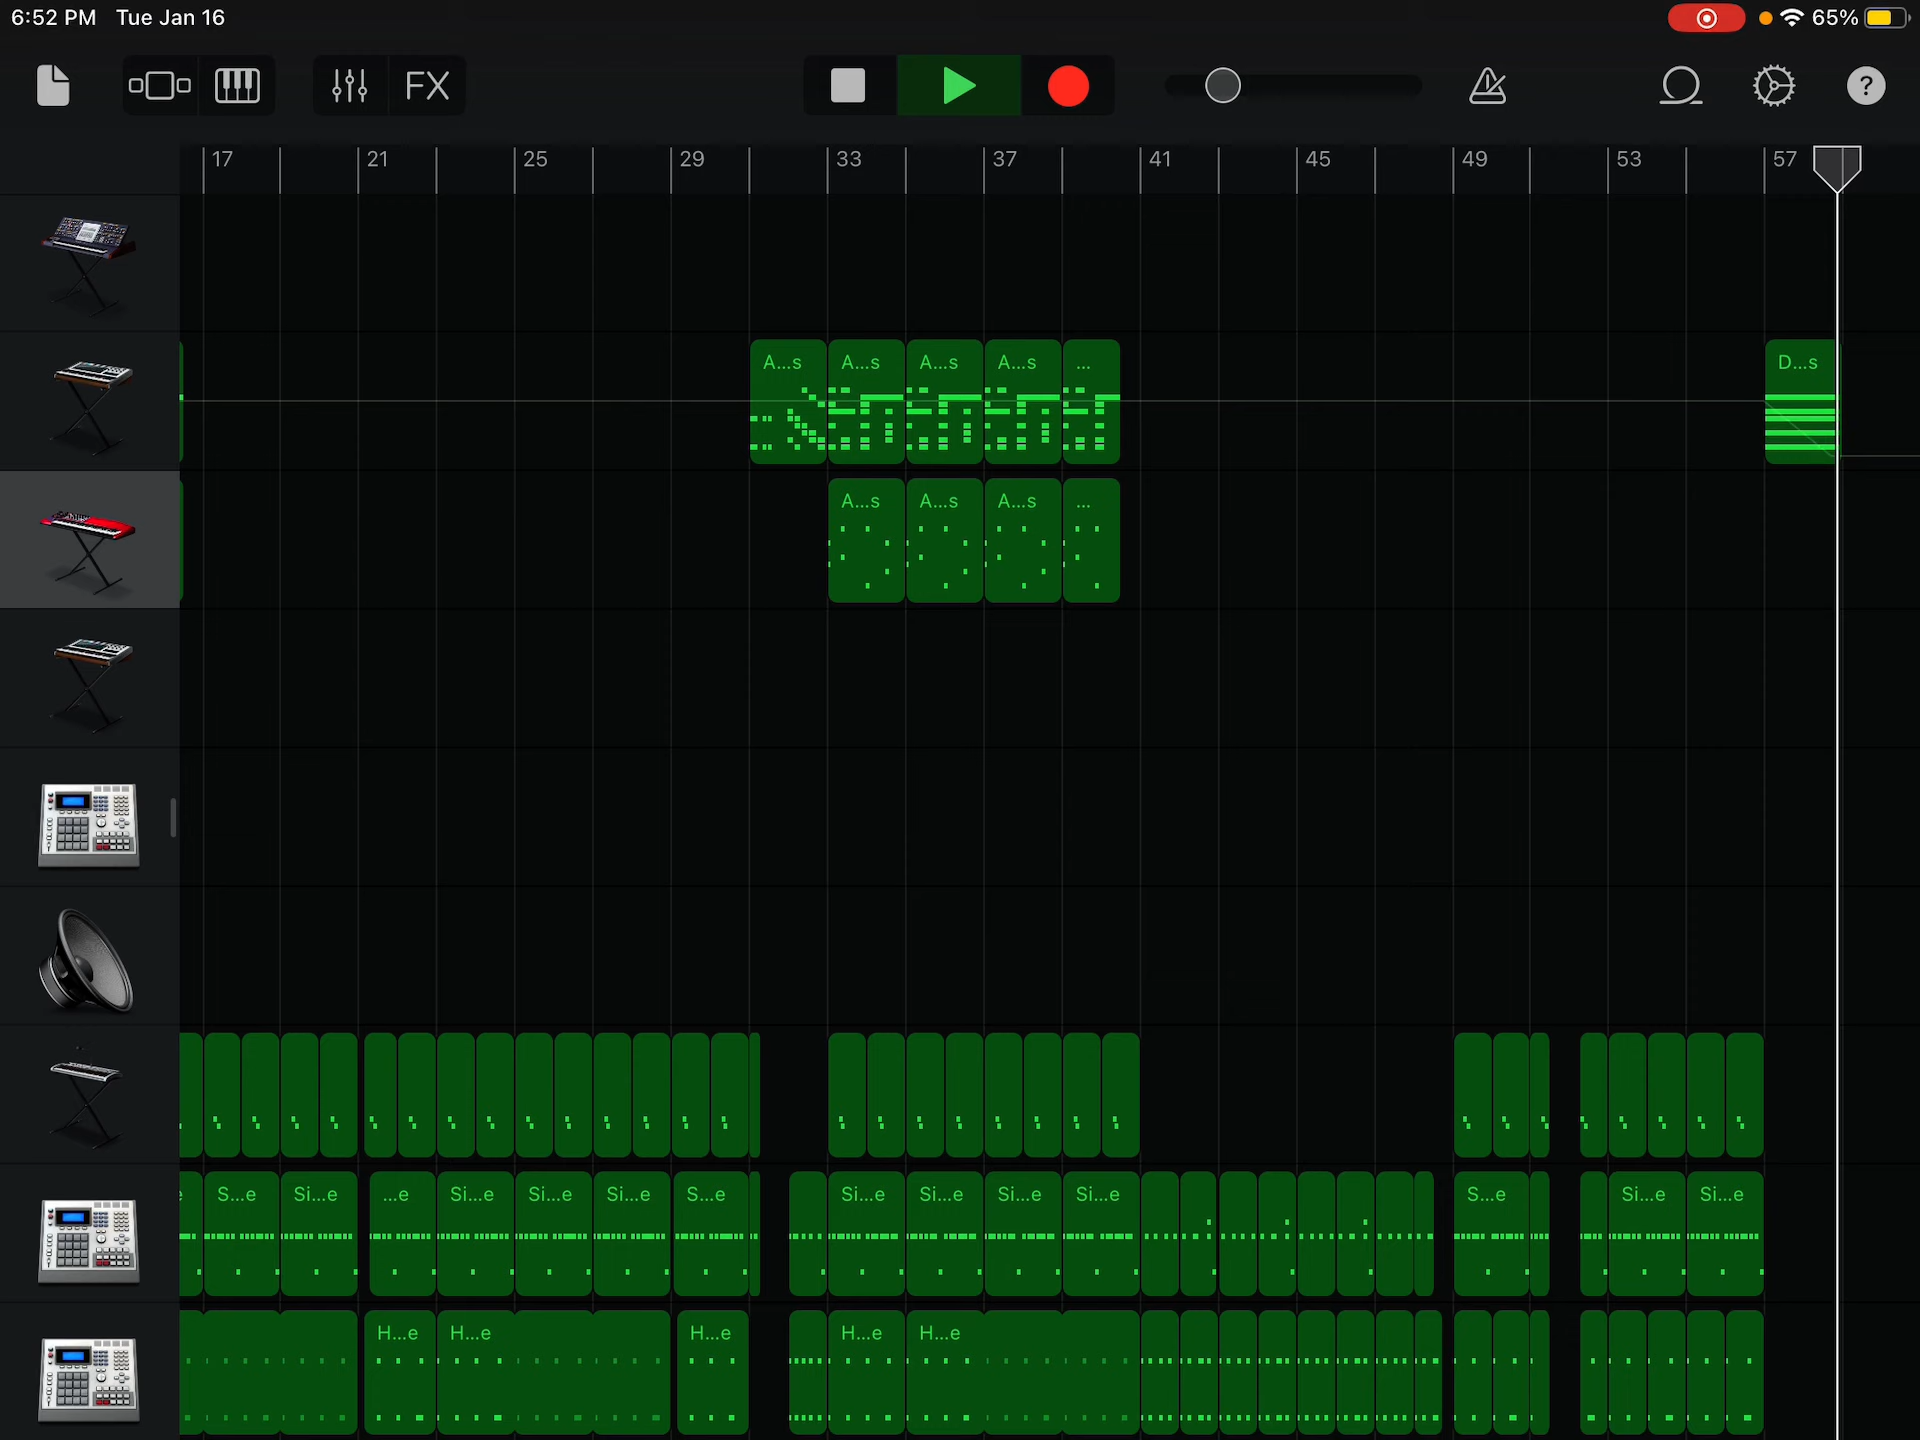 6:52 PM Tue Jan 16
65%
FX
?
17 21 25 29 33 37 41 45 49 53 57
A...s A...s A...s A...s ... D...s
A...s A...s A...s ...
S...e Si...e ...e Si...e Si...e Si...e S...e Si...e Si...e Si...e Si...e S...e Si...e Si...e
H...e H...e H...e H...e H...e